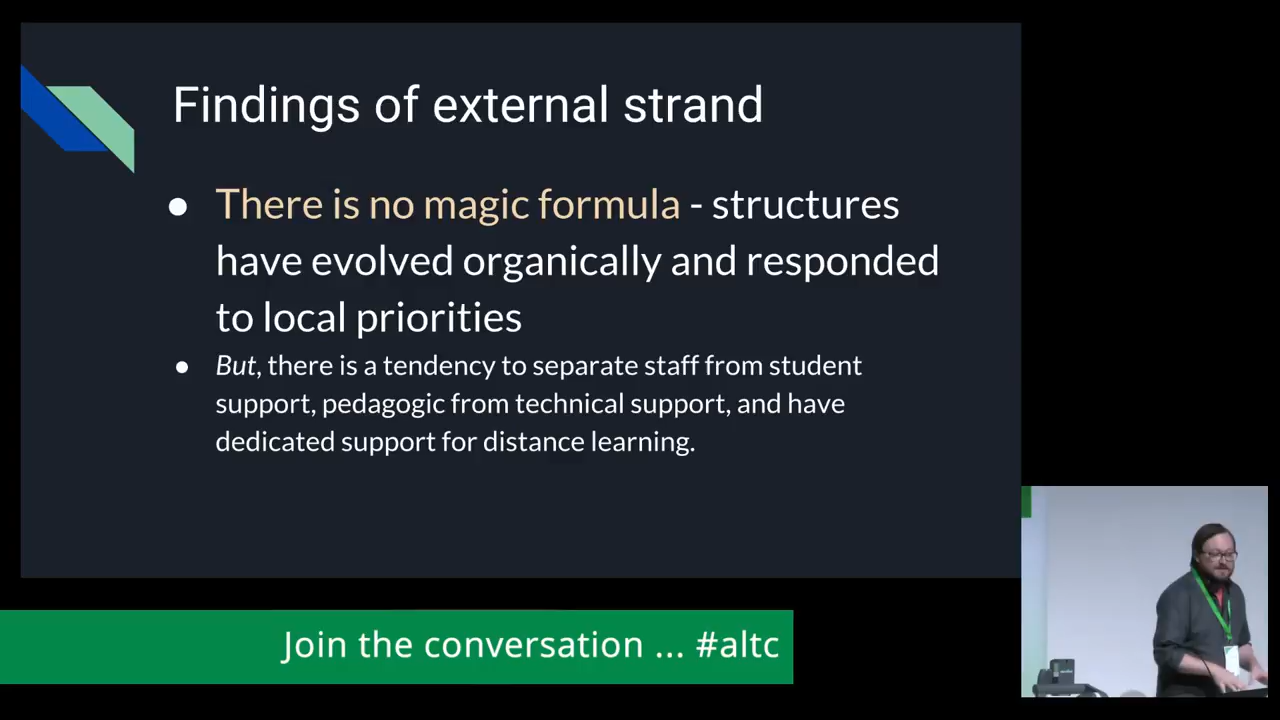 Findings of external strand
● There is no magic formula - structures
have evolved organically and responded
to local priorities
● But, there is a tendency to separate staff from student
support, pedagogic from technical support, and have
dedicated support for distance learning.
Join the conversation ... #altc